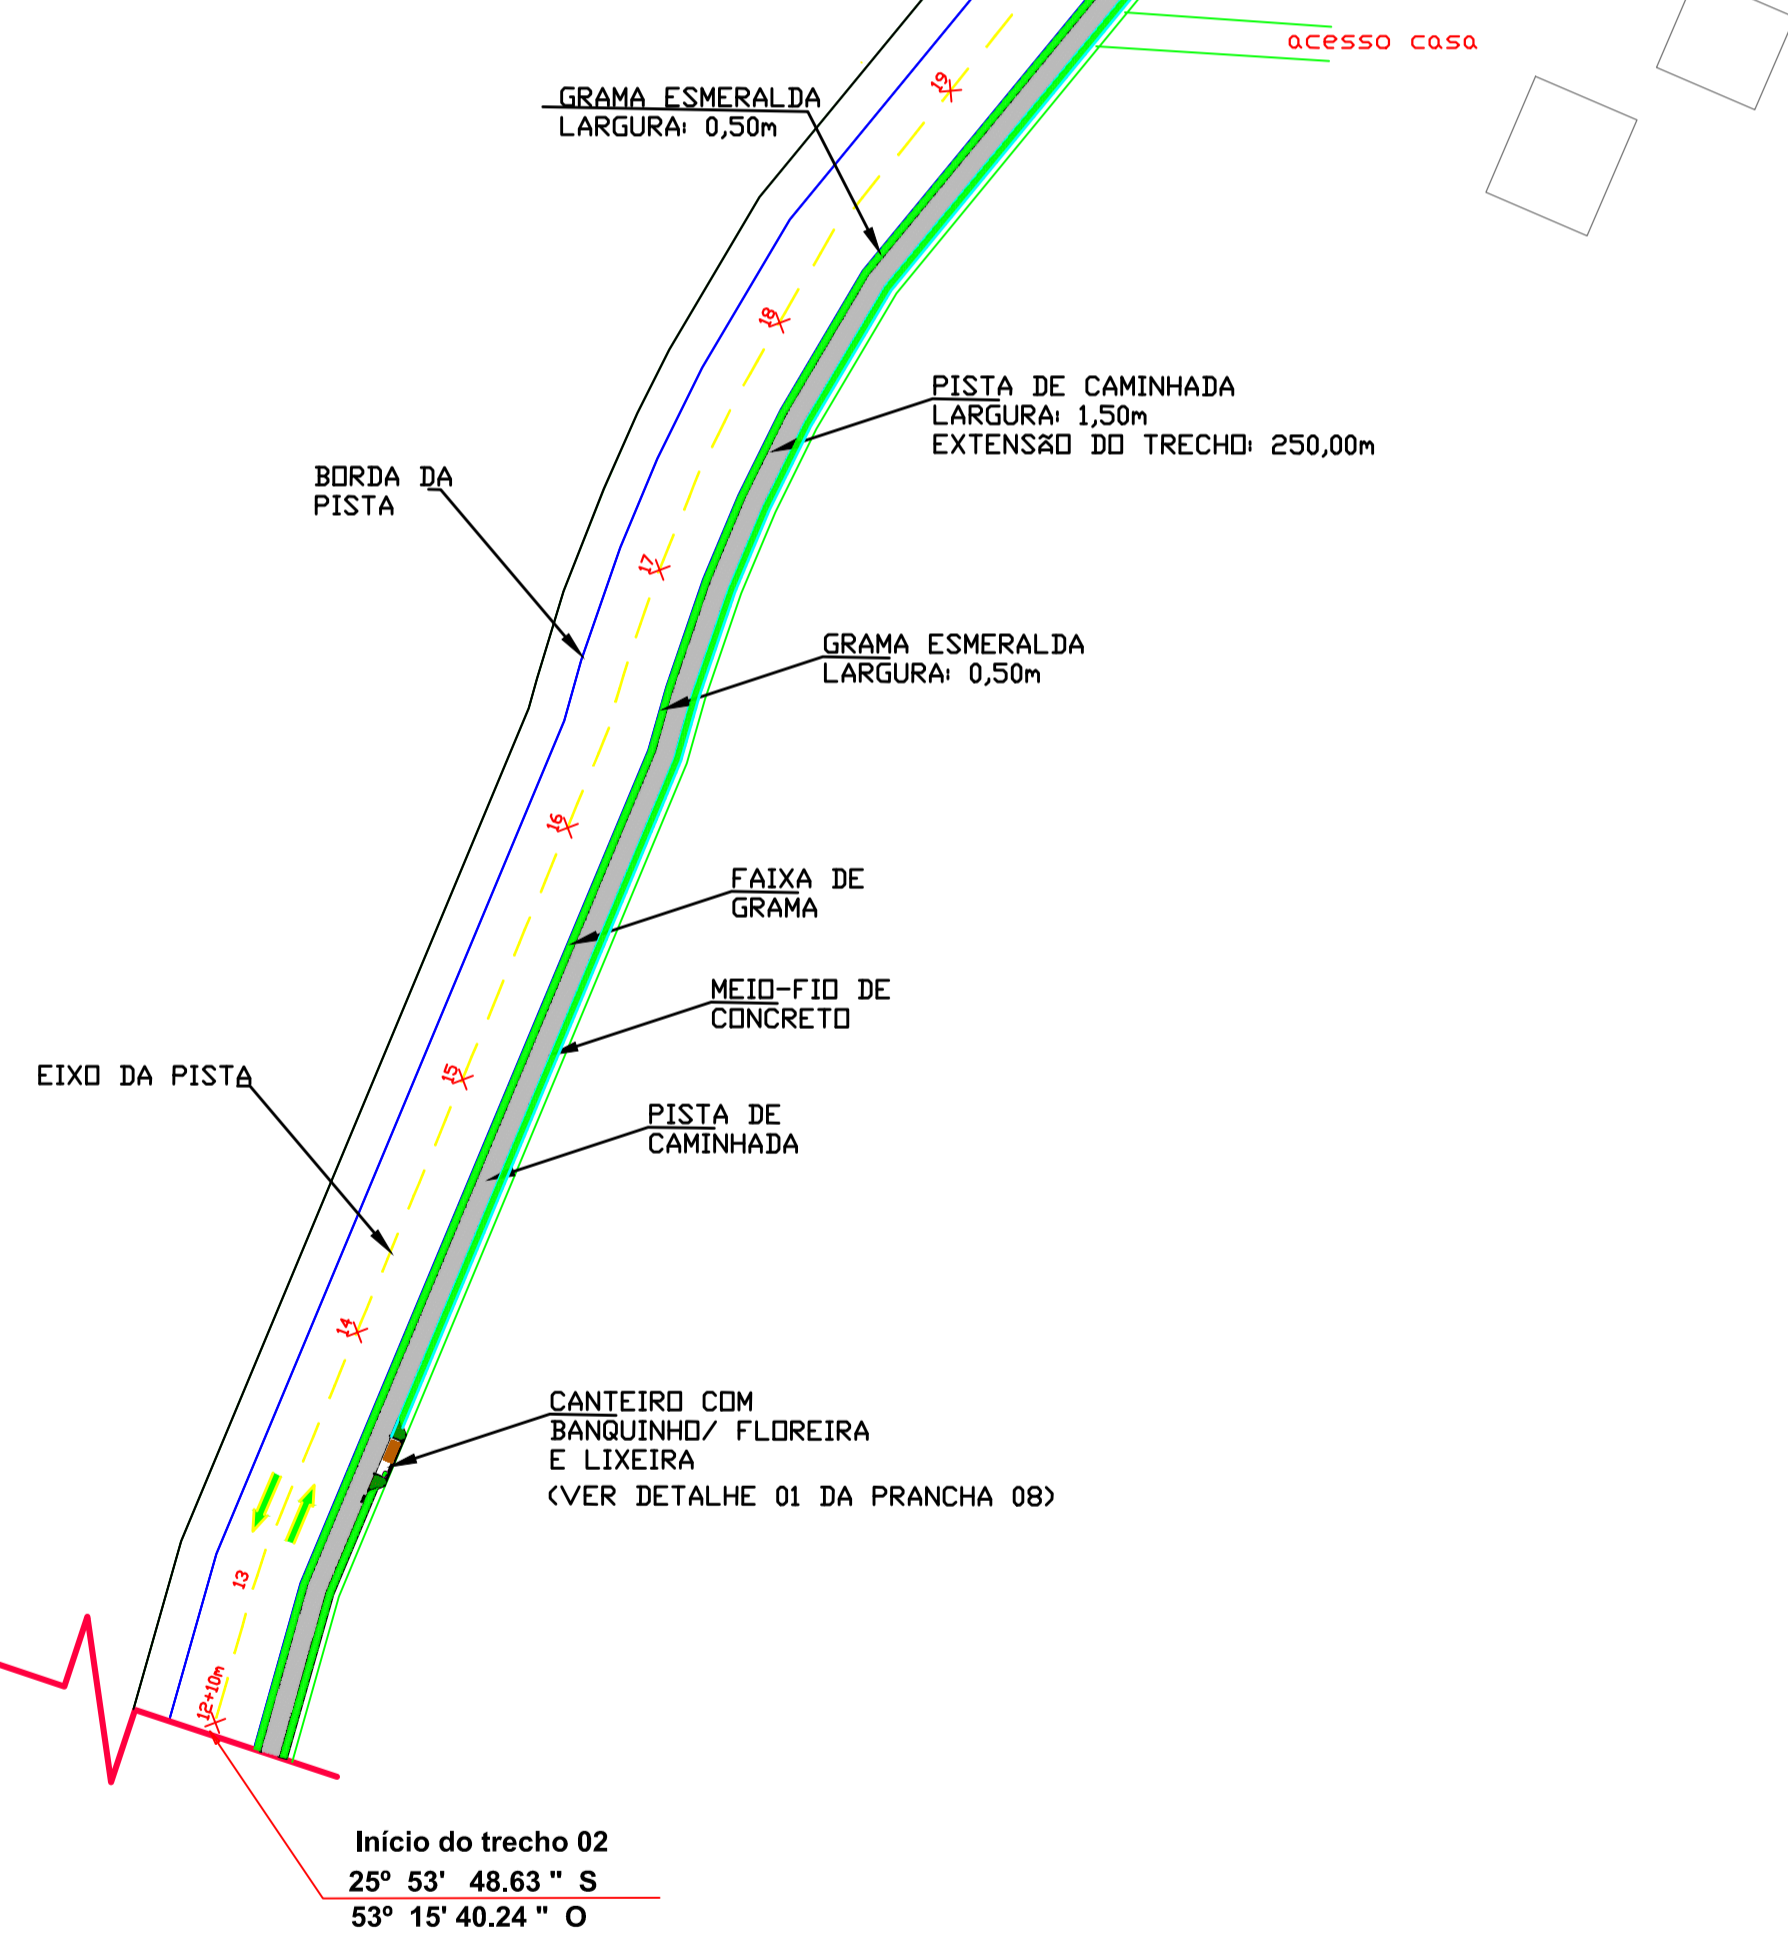 acesso casa
19
GRAMA ESMERALDA
LARGURA: 0,50m
18
PISTA DE CAMINHADA
LARGURA: 1,50m
EXTENSãO DO TRECHO: 250,00m
BORDA DA
PISTA
17
GRAMA ESMERALDA
LARGURA: 0,50m
16
FAIXA DE
GRAMA
MEIO-FIO DE
CONCRETO
EIXO DA PISTA
15
PISTA DE
CAMINHADA
14
CANTEIRO COM
BANQUINHO/ FLOREIRA
E LIXEIRA
(VER DETALHE 01 DA PRANCHA 08)
13
12+10m
Início do trecho 02
25º 53' 48.63 " S
53º 15' 40.24 " O